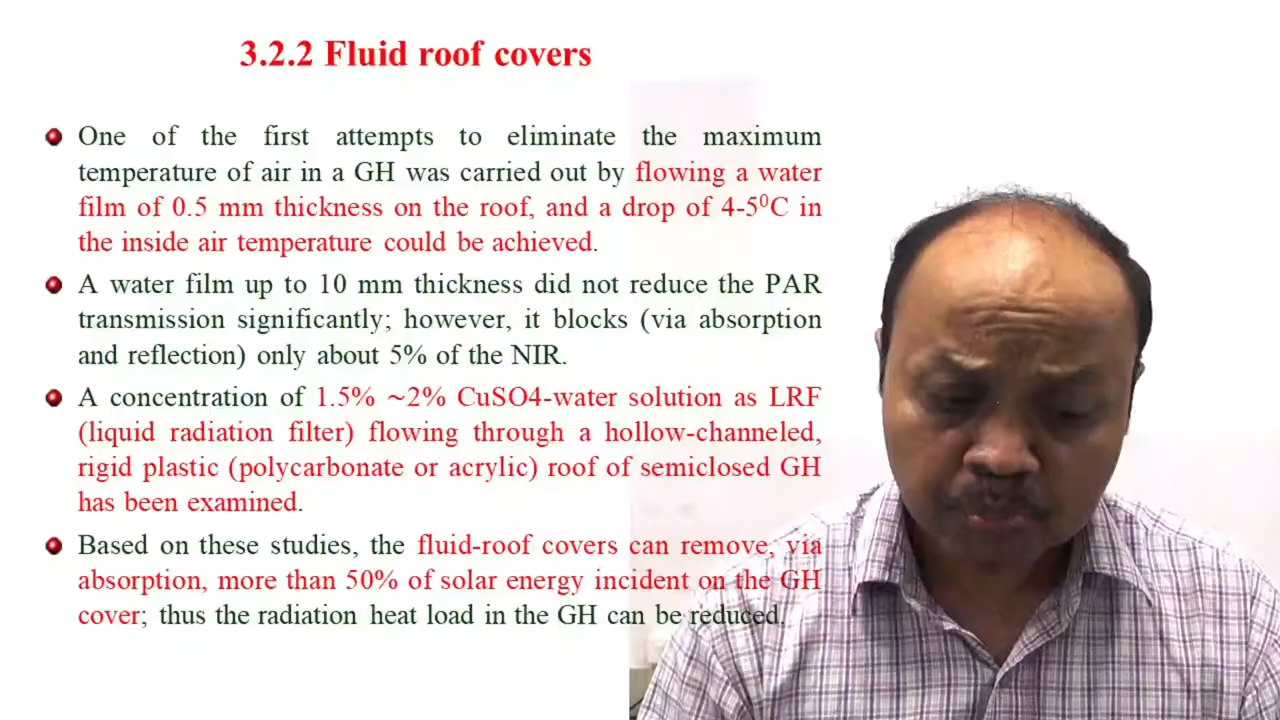 3.2.2 Fluid roof covers
One of the first attempts to eliminate the maximum
temperature of air in a GH was carried out by flowing a water
film of 0.5 mm thickness on the roof, and a drop of 4-5⁰C in
the inside air temperature could be achieved.
A water film up to 10 mm thickness did not reduce the PAR
transmission significantly; however, it blocks (via absorption
and reflection) only about 5% of the NIR.
A concentration of 1.5% ~2% CuSO4-water solution as LRF
(liquid radiation filter) flowing through a hollow-channeled,
rigid plastic (polycarbonate or acrylic) roof of semiclosed GH
has been examined.
Based on these studies, the fluid-roof covers can remove, via
absorption, more than 50% of solar energy incident on the GH
cover; thus the radiation heat load in the GH can be reduced.